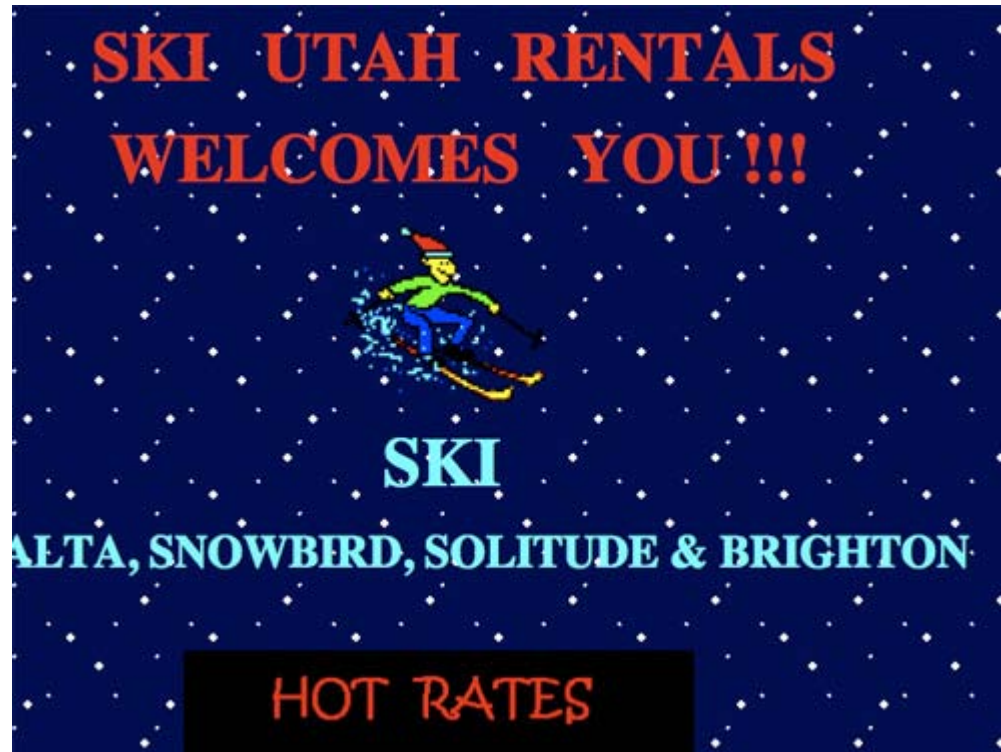 SKI UTAH RENTALS
WELCOMES YOU !!!
SKI
ALTA, SNOWBIRD, SOLITUDE & BRIGHTON
HOT RATES